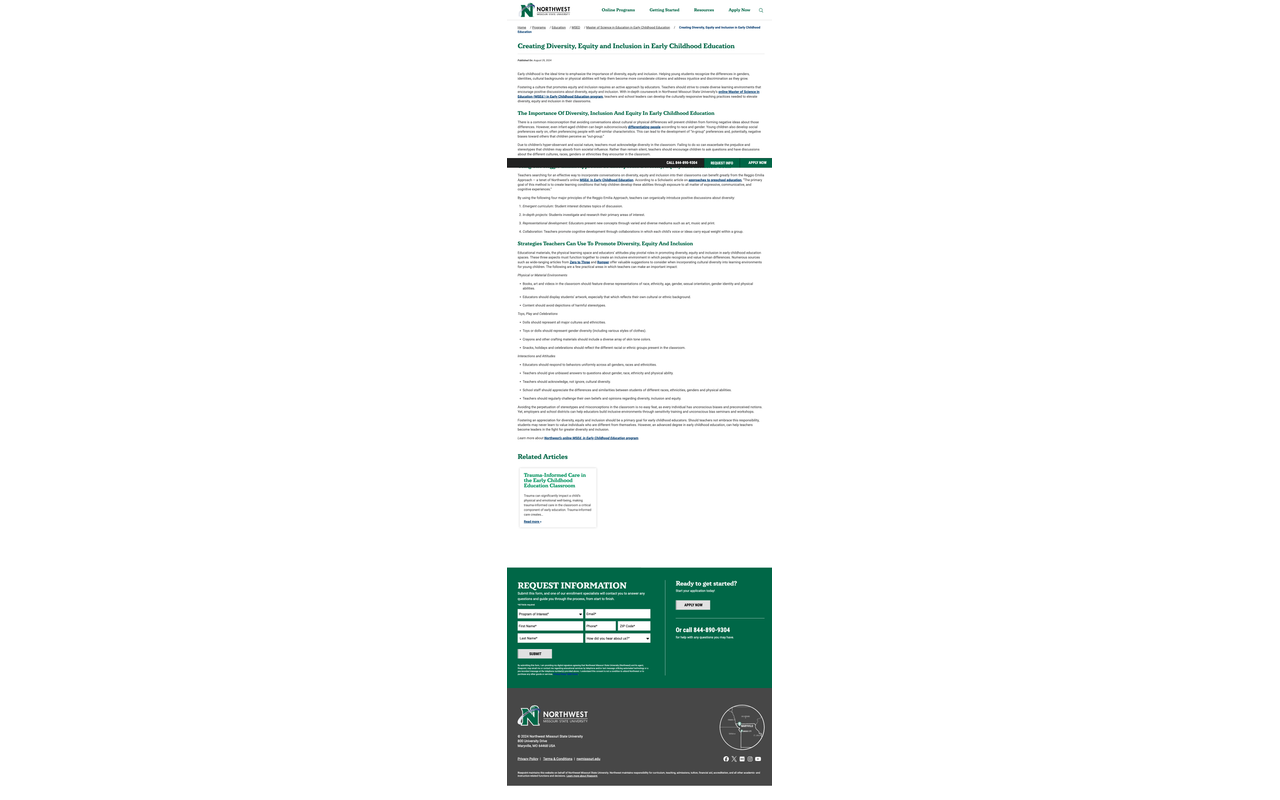 NORTHWEST
MISSOURI STATE UNIVERSITY
Online Programs
Getting Started
Resources
Apply Now
Home / Programs / Education / MSED / Master of Science in Education in Early Childhood Education / Creating Diversity, Equity and Inclusion in Early Childhood
Education
Creating Diversity, Equity and Inclusion in Early Childhood Education
Early childhood is the ideal time to emphasize the importance of diversity, equity and inclusion. Helping young students recognize the differences in genders,
identities, cultural backgrounds or physical abilities will help them become more considerate citizens and address injustice and discrimination as they grow.
Fostering a culture that promotes equity and inclusion requires an active approach by educators. Teachers should strive to create diverse learning environments that
encourage positive discussions about diversity, equity and inclusion. With in-depth coursework in Northwest Missouri State University's online Master of Science in
Education (MSEd.) in Early Childhood Education program, teachers and school leaders can develop the culturally responsive teaching practices needed to elevate
diversity, equity and inclusion in their classrooms.
The Importance Of Diversity, Inclusion And Equity In Early Childhood Education
There is a common misconception that avoiding conversations about cultural or physical differences will prevent children from forming negative ideas about those
differences. However, even infant-aged children can begin subconsciously differentiating people according to race and gender. Young children also develop social
preferences early on, often preferencing people with self-similar characteristics. This can lead to the development of "in-group" preferences and, potentially, negative
biases toward others that children perceive as "out-group."
Due to children's hyper-observant and social nature, teachers must acknowledge diversity in the classroom. Failing to do so can exacerbate the prejudice and
stereotypes that children may absorb from societal influence. Rather than remain silent, teachers should encourage children to ask questions and have discussions
about the different cultures, races, genders or ethnicities they encounter in the classroom.
CALL 844-890-9304
REQUEST INFO
APPLY NOW
Teachers searching for an effective way to incorporate conversations on diversity, equity and inclusion into their classrooms can benefit greatly from the Reggio Emilia
Approach — a tenet of Northwest's online MSEd. in Early Childhood Education. According to a Scholastic article on approaches to preschool education, "The primary
goal of this method is to create learning conditions that help children develop these abilities through exposure to all matter of expressive, communicative, and
cognitive experiences."
By using the following four major principles of the Reggio Emilia Approach, teachers can organically introduce positive discussions about diversity:
1. Emergent curriculum: Student interest dictates topics of discussion.
2. In-depth projects: Students investigate and research their primary areas of interest.
3. Representational development: Educators present new concepts through varied and diverse mediums such as art, music and print.
4. Collaboration: Teachers promote cognitive development through collaborations in which each child's voice or ideas carry equal weight within a group.
Strategies Teachers Can Use To Promote Diversity, Equity And Inclusion
Educational materials, the physical learning space and educators' attitudes play pivotal roles in promoting diversity, equity and inclusion in early childhood education
spaces. These three aspects must function together to create an inclusive environment in which people recognize and value human differences. Numerous sources
such as wide-ranging articles from Zero to Three and Kaplan offer valuable suggestions to consider when incorporating cultural diversity into learning environments
for young children. The following are a few practical areas in which teachers can make an important impact:
Physical or Material Environments
• Books, art and videos in the classroom should feature diverse representations of race, ethnicity, age, gender, sexual orientation, gender identity and physical
abilities.
• Educators should display students' artwork, especially that which reflects their own cultural or ethnic background.
• Content should avoid depictions of harmful stereotypes.
Toys, Play and Celebrations
• Dolls should represent all major cultures and ethnicities.
• Toys or dolls should represent gender diversity (including various styles of clothes).
• Crayons and other crafting materials should include a diverse array of skin-tone colors.
• Snacks, holidays and celebrations should reflect the different racial or ethnic groups present in the classroom.
Interactions and Attitudes
• Educators should respond to behaviors uniformly across all genders, races and ethnicities.
• Teachers should give unbiased answers to questions about gender, race, ethnicity and physical ability.
• Teachers should acknowledge, not ignore, cultural diversity.
• School staff should appreciate the differences and similarities between students of different races, ethnicities, genders and physical abilities.
• Teachers should regularly challenge their own beliefs and opinions regarding diversity, inclusion and equity.
Avoiding the perpetuation of stereotypes and misconceptions in the classroom is no easy feat, as every individual has unconscious biases and preconceived notions.
Yet, employers and school districts can help educators build inclusive environments through sensitivity training and unconscious bias seminars and workshops.
Fostering an appreciation for diversity, equity and inclusion should be a primary goal for early childhood educators. Should teachers not embrace this responsibility,
students may never learn to value individuals who are different from themselves. However, an advanced degree in early childhood education, can help teachers
become leaders in the fight for greater diversity and inclusion.
Learn more about Northwest's online MSEd. in Early Childhood Education program.
Related Articles
Trauma-Informed Care in
the Early Childhood
Education Classroom
Trauma can significantly impact a child's
physical and emotional well-being, making
trauma-informed care in the classroom a critical
component of early education. Trauma-informed
care creates...
Read more
REQUEST INFORMATION
Submit this form, and one of our enrollment specialists will contact you to answer any
questions and guide you through the process, from start to finish.
Program of Interest*
Email*
First Name*
Phone*
ZIP Code*
Last Name*
How did you hear about us?*
SUBMIT
Ready to get started?
Start your application today!
APPLY NOW
Or call 844-890-9304
for help with any questions you may have.
NORTHWEST
MISSOURI STATE UNIVERSITY
© 2024 Northwest Missouri State University
800 University Drive
Maryville, MO 64468 USA
Privacy Policy | Terms & Conditions | nwmissouri.edu